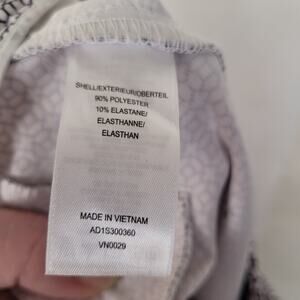 SHELL/EXTERIEUR/OBERTEIL
90% POLYESTER
10% ELASTANE/
ELASTHANNE/
ELASTHAN
MADE IN VIETNAM
AD1S300360
VN0029